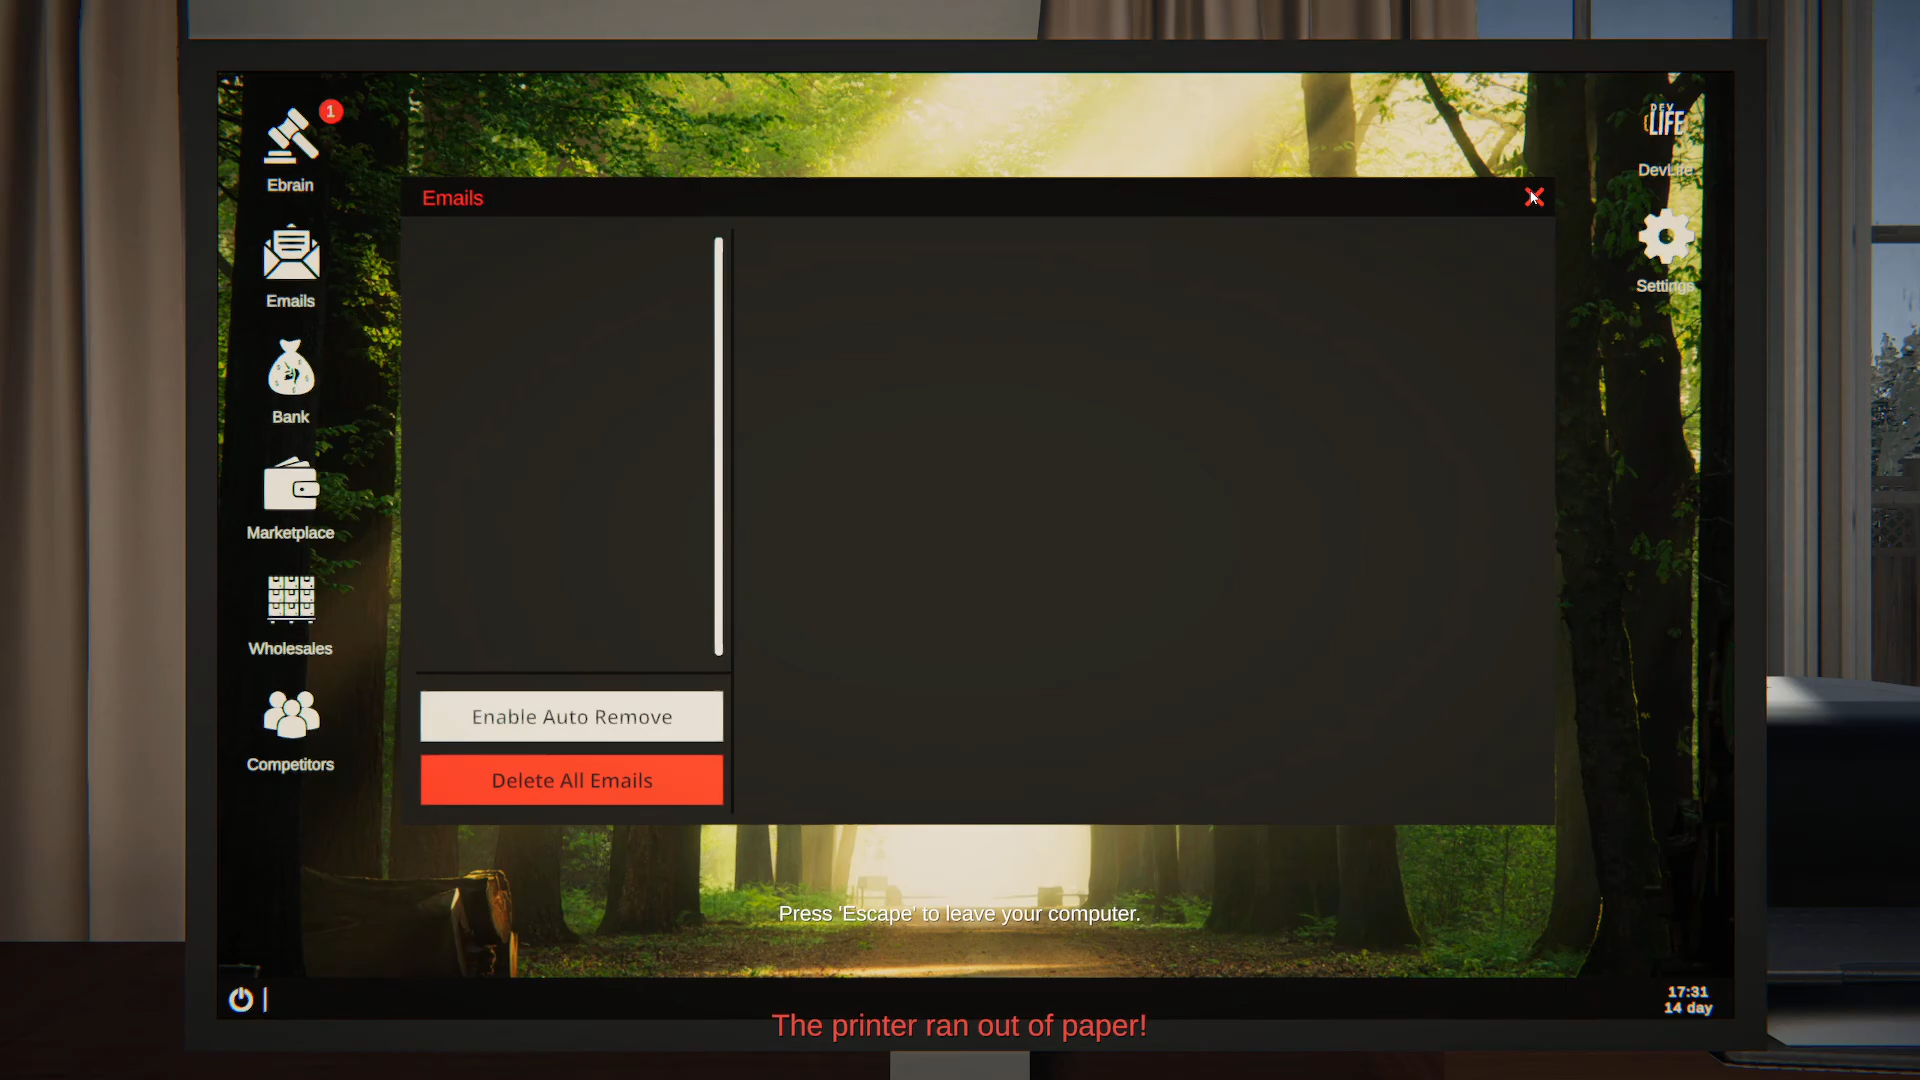 1
Ebrain
Emails
Bank
Marketplace
Wholesales
Competitors
Emails
Enable Auto Remove
Delete All Emails
DEV
LIFE
DevLife
Settings
Press 'Escape' to leave your computer.
17:31
14 day
The printer ran out of paper!